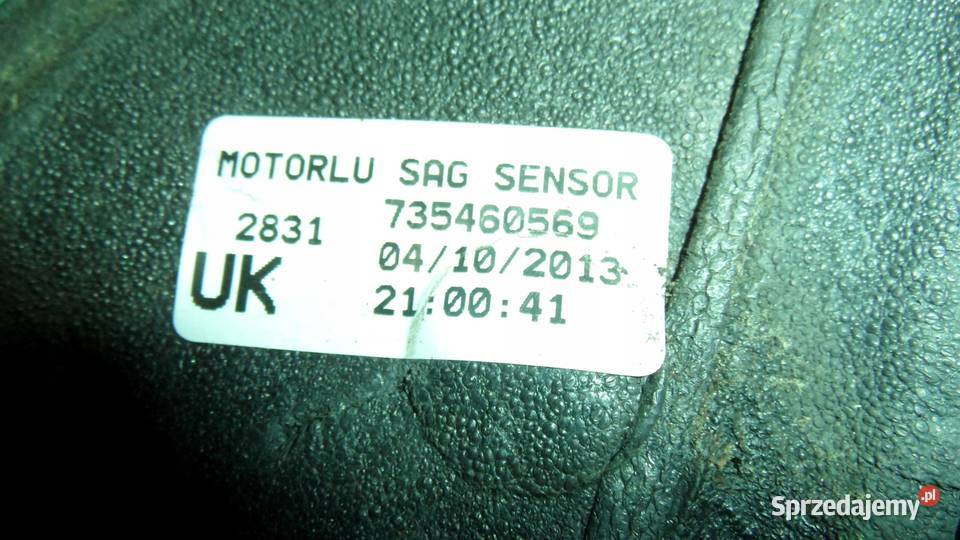 MOTORLU SAG SENSOR
735460569
2831
04/10/2013
UK
21:00:41
Sprzedajemy.pl